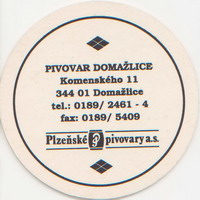 PIVOVAR DOMAŽLICE
Komenského 11
344 01 Domažlice
tel.: 0189/ 2461 - 4
fax: 0189/ 5409
Plzeňské pivovary a.s.